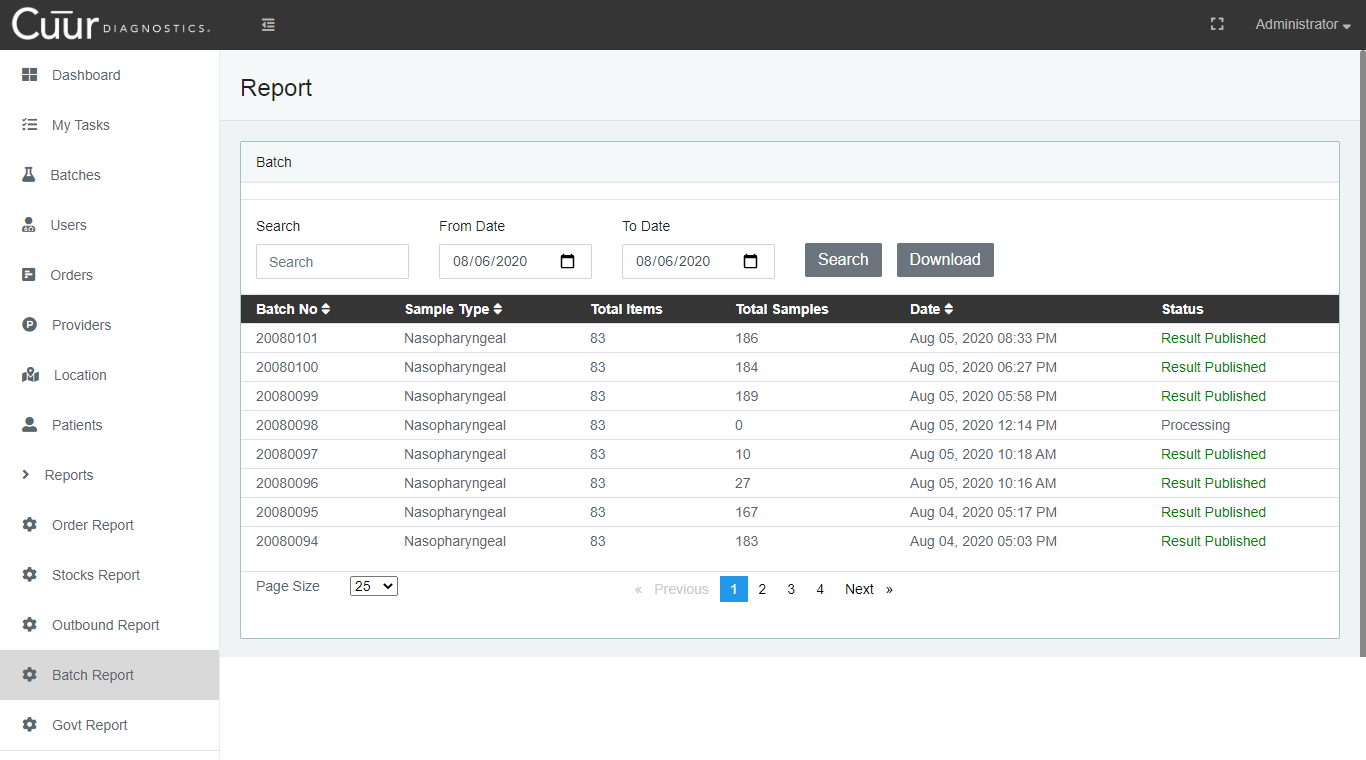 Cuur DIAGNOSTICS.
Administrator
Dashboard
My Tasks
Batches
Users
Orders
Providers
Location
Patients
Reports
Order Report
Stocks Report
Outbound Report
Batch Report
Govt Report
Report
Batch
Search From Date To Date
Search 08/06/2020 08/06/2020 Search Download
Batch No Sample Type Total Items Total Samples Date Status
20080101 Nasopharyngeal 83 186 Aug 05, 2020 08:33 PM Result Published
20080100 Nasopharyngeal 83 184 Aug 05, 2020 06:27 PM Result Published
20080099 Nasopharyngeal 83 189 Aug 05, 2020 05:58 PM Result Published
20080098 Nasopharyngeal 83 0 Aug 05, 2020 12:14 PM Processing
20080097 Nasopharyngeal 83 10 Aug 05, 2020 10:18 AM Result Published
20080096 Nasopharyngeal 83 27 Aug 05, 2020 10:16 AM Result Published
20080095 Nasopharyngeal 83 167 Aug 04, 2020 05:17 PM Result Published
20080094 Nasopharyngeal 83 183 Aug 04, 2020 05:03 PM Result Published
Page Size 25 « Previous 1 2 3 4 Next »